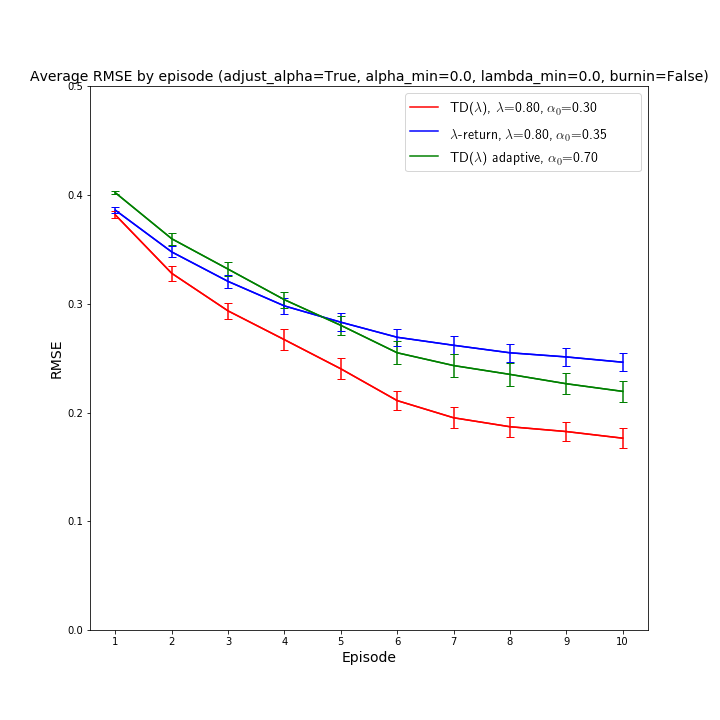 Average RMSE by episode (adjust_alpha=True, alpha_min=0.0, lambda_min=0.0, burnin=False)
TD(λ), λ=0.80, α₀=0.30
λ-return, λ=0.80, α₀=0.35
TD(λ) adaptive, α₀=0.70
0.5
0.4
0.3
0.2
0.1
0.0
RMSE
1 2 3 4 5 6 7 8 9 10
Episode